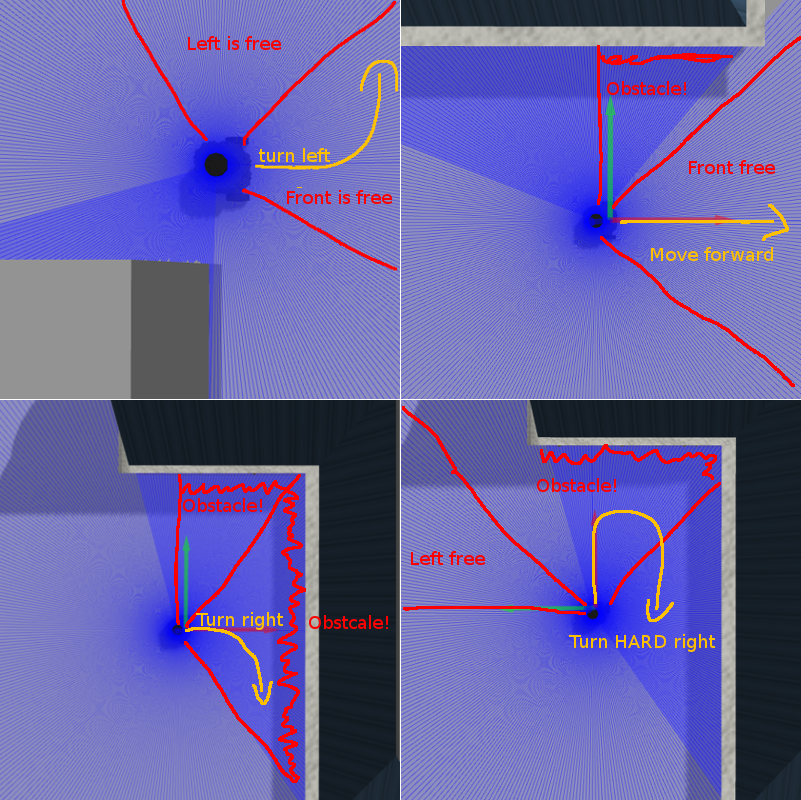 Left is free
turn left
Front is free
Obstacle!
Front free
Move forward
Obstacle!
Turn right
Obstcale!
Obstacle!
Left free
Turn HARD right